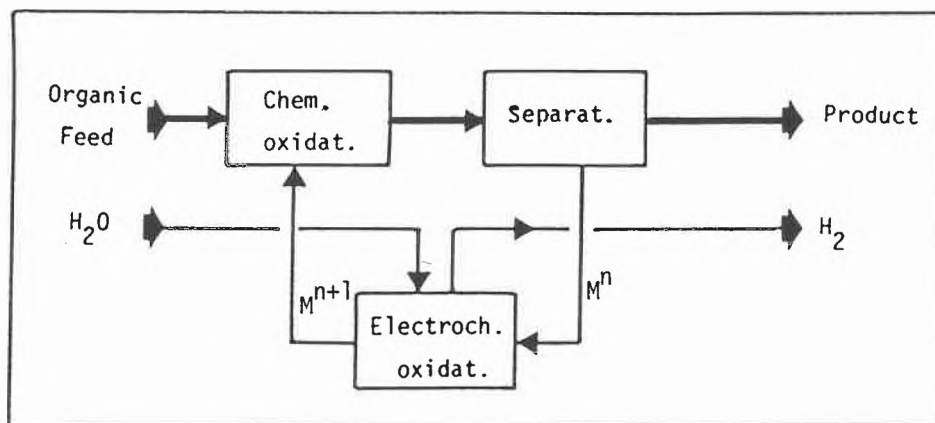 Organic
Feed
Chem.
oxidat.
Separat.
Product
H₂O
H₂
Mⁿ⁺¹
Mⁿ
Electroch.
oxidat.